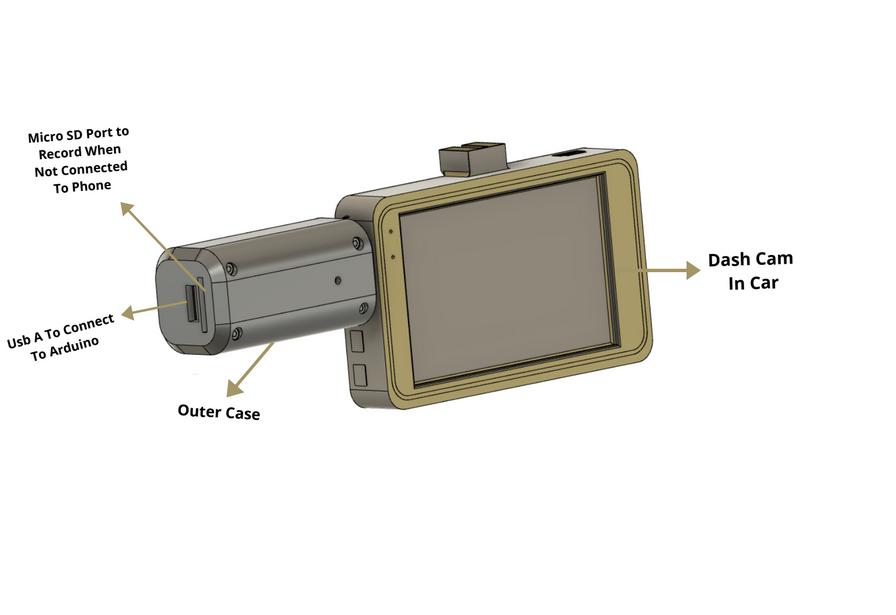 Micro SD Port to
Record When
Not Connected
To Phone
Dash Cam
In Car
Usb A To Connect
To Arduino
Outer Case